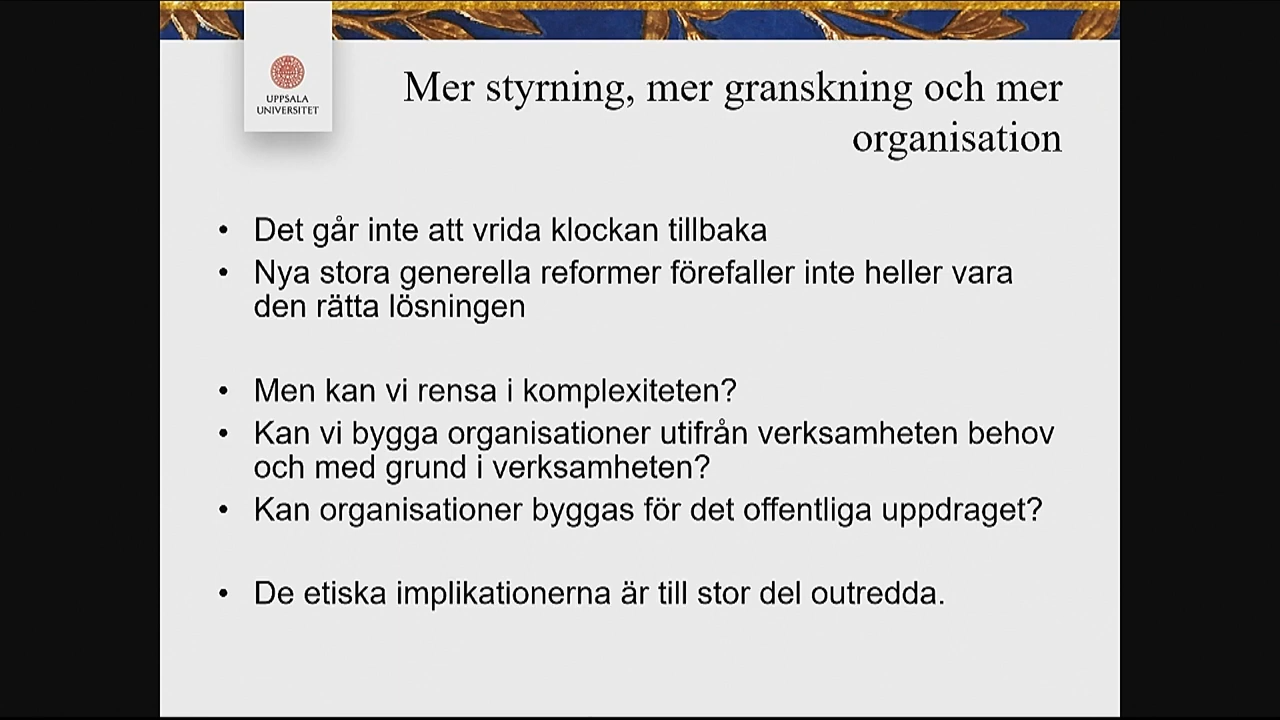 UPPSALA
UNIVERSITET
Mer styrning, mer granskning och mer
organisation
• Det går inte att vrida klockan tillbaka
• Nya stora generella reformer förefaller inte heller vara
den rätta lösningen
• Men kan vi rensa i komplexiteten?
• Kan vi bygga organisationer utifrån verksamheten behov
och med grund i verksamheten?
• Kan organisationer byggas för det offentliga uppdraget?
• De etiska implikationerna är till stor del outredda.